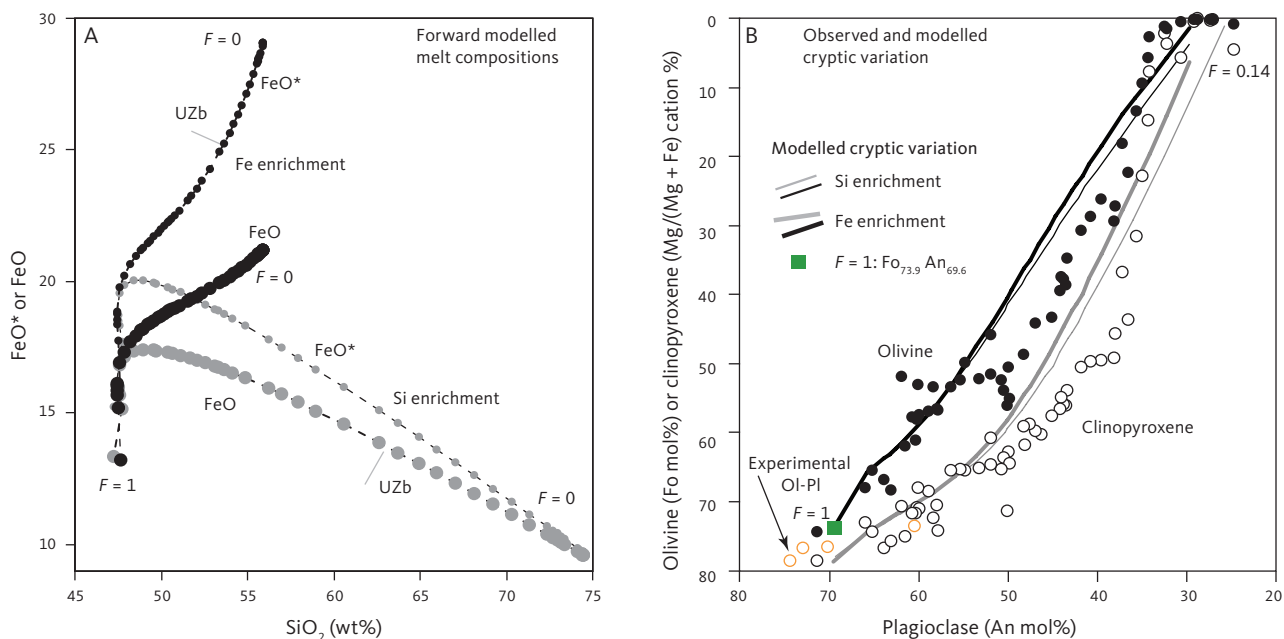 A
Forward modelled
melt compositions
F = 0
FeO*
UZb
Fe enrichment
FeO
F = 0
FeO*
Si enrichment
FeO
UZb
F = 0
F = 1
30
25
20
15
10
45
50
55
60
65
70
75
FeO* or FeO
SiO₂ (wt%)
B
Observed and modelled
cryptic variation
F = 0.14
Modelled cryptic variation
Si enrichment
Fe enrichment
F = 1: Fo₇₃.₉ An₆₉.₆
Olivine
Clinopyroxene
Experimental
Ol-Pl
F = 1
0
10
20
30
40
50
60
70
80
80
70
60
50
40
30
20
Olivine (Fo mol%) or clinopyroxene (Mg/(Mg + Fe) cation %)
Plagioclase (An mol%)